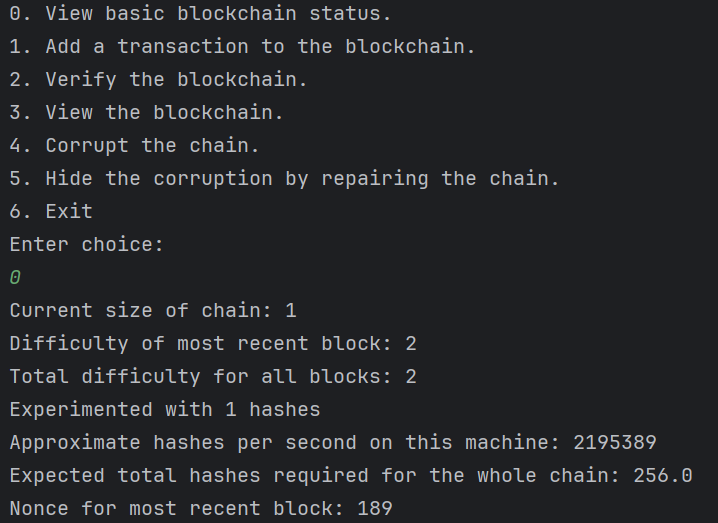 0. View basic blockchain status.
1. Add a transaction to the blockchain.
2. Verify the blockchain.
3. View the blockchain.
4. Corrupt the chain.
5. Hide the corruption by repairing the chain.
6. Exit
Enter choice:
0
Current size of chain: 1
Difficulty of most recent block: 2
Total difficulty for all blocks: 2
Experimented with 1 hashes
Approximate hashes per second on this machine: 2195389
Expected total hashes required for the whole chain: 256.0
Nonce for most recent block: 189